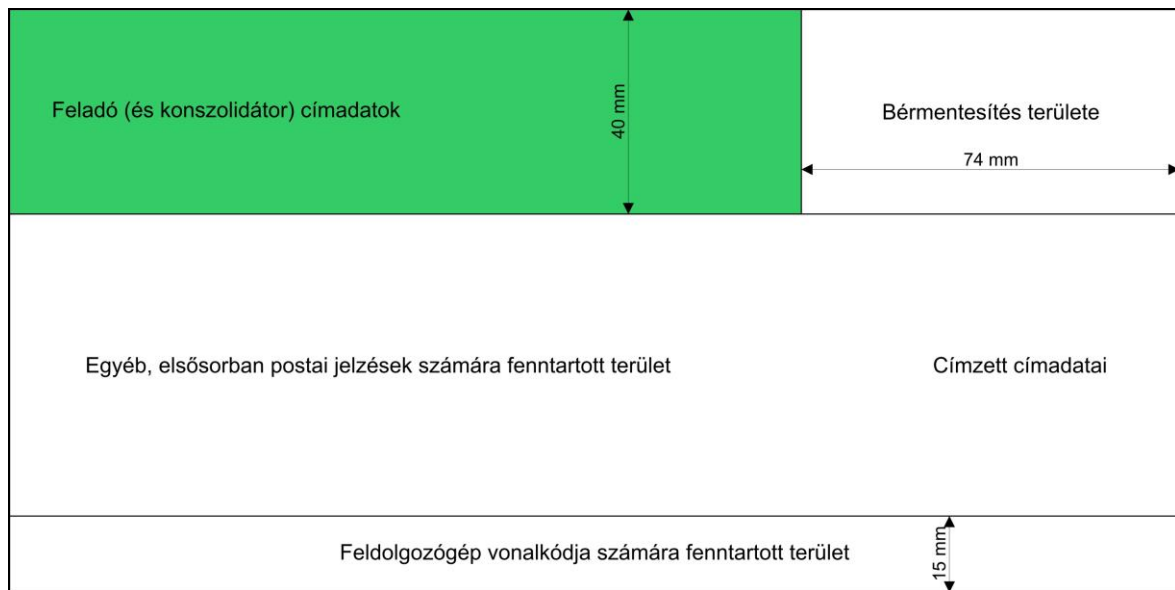 Feladó (és konszolidátor) címadatok
40 mm
Bérmentesítés területe
74 mm
Egyéb, elsősorban postai jelzések számára fenntartott terület
Címzett címadatai
Feldolgozógép vonalkódja számára fenntartott terület
15 mm